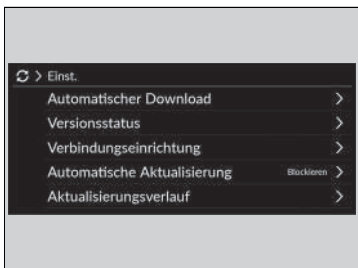 Einst.
Automatischer Download
Versionsstatus
Verbindungseinrichtung
Automatische Aktualisierung Blockieren
Aktualisierungsverlauf